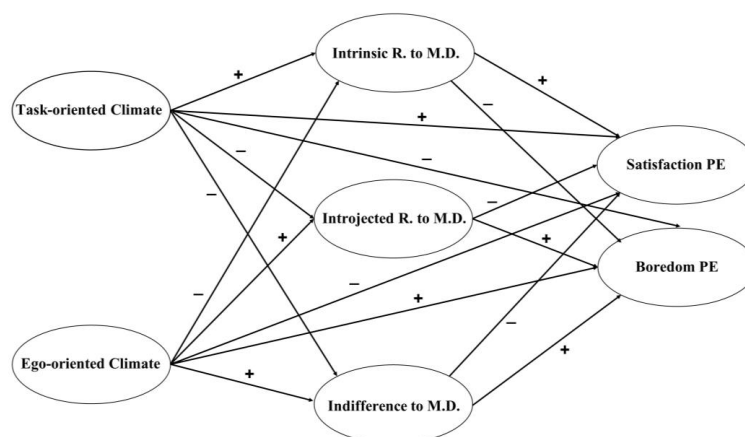 Intrinsic R. to M.D.
+
+
Task-oriented Climate
+
−
−
−
Satisfaction PE
−
Introjected R. to M.D.
−
+
+
Boredom PE
−
−
+
Ego-oriented Climate
+
−
+
Indifference to M.D.